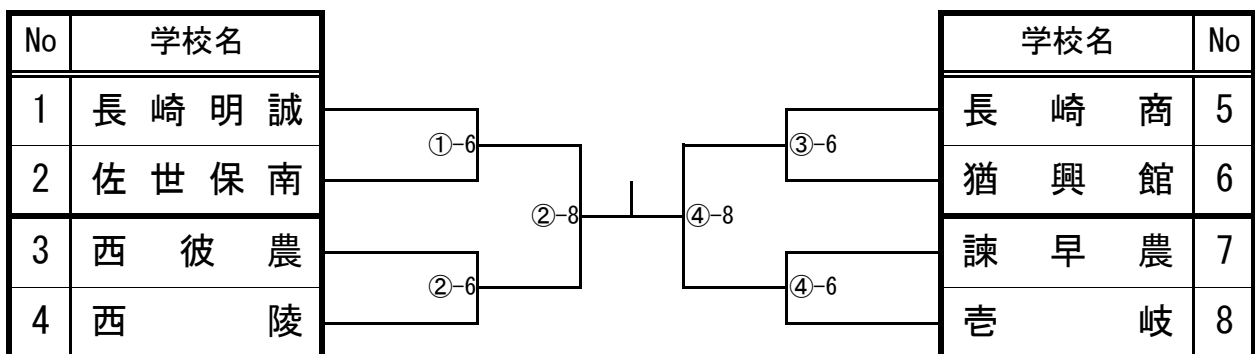 No 学校名 学校名 No
1 長崎明誠 長崎商 5
①-6 ③-6
2 佐世保南 猶興館 6
②-8 ④-8
3 西彼農 諫早農 7
②-6 ④-6
4 西陵 壱岐 8